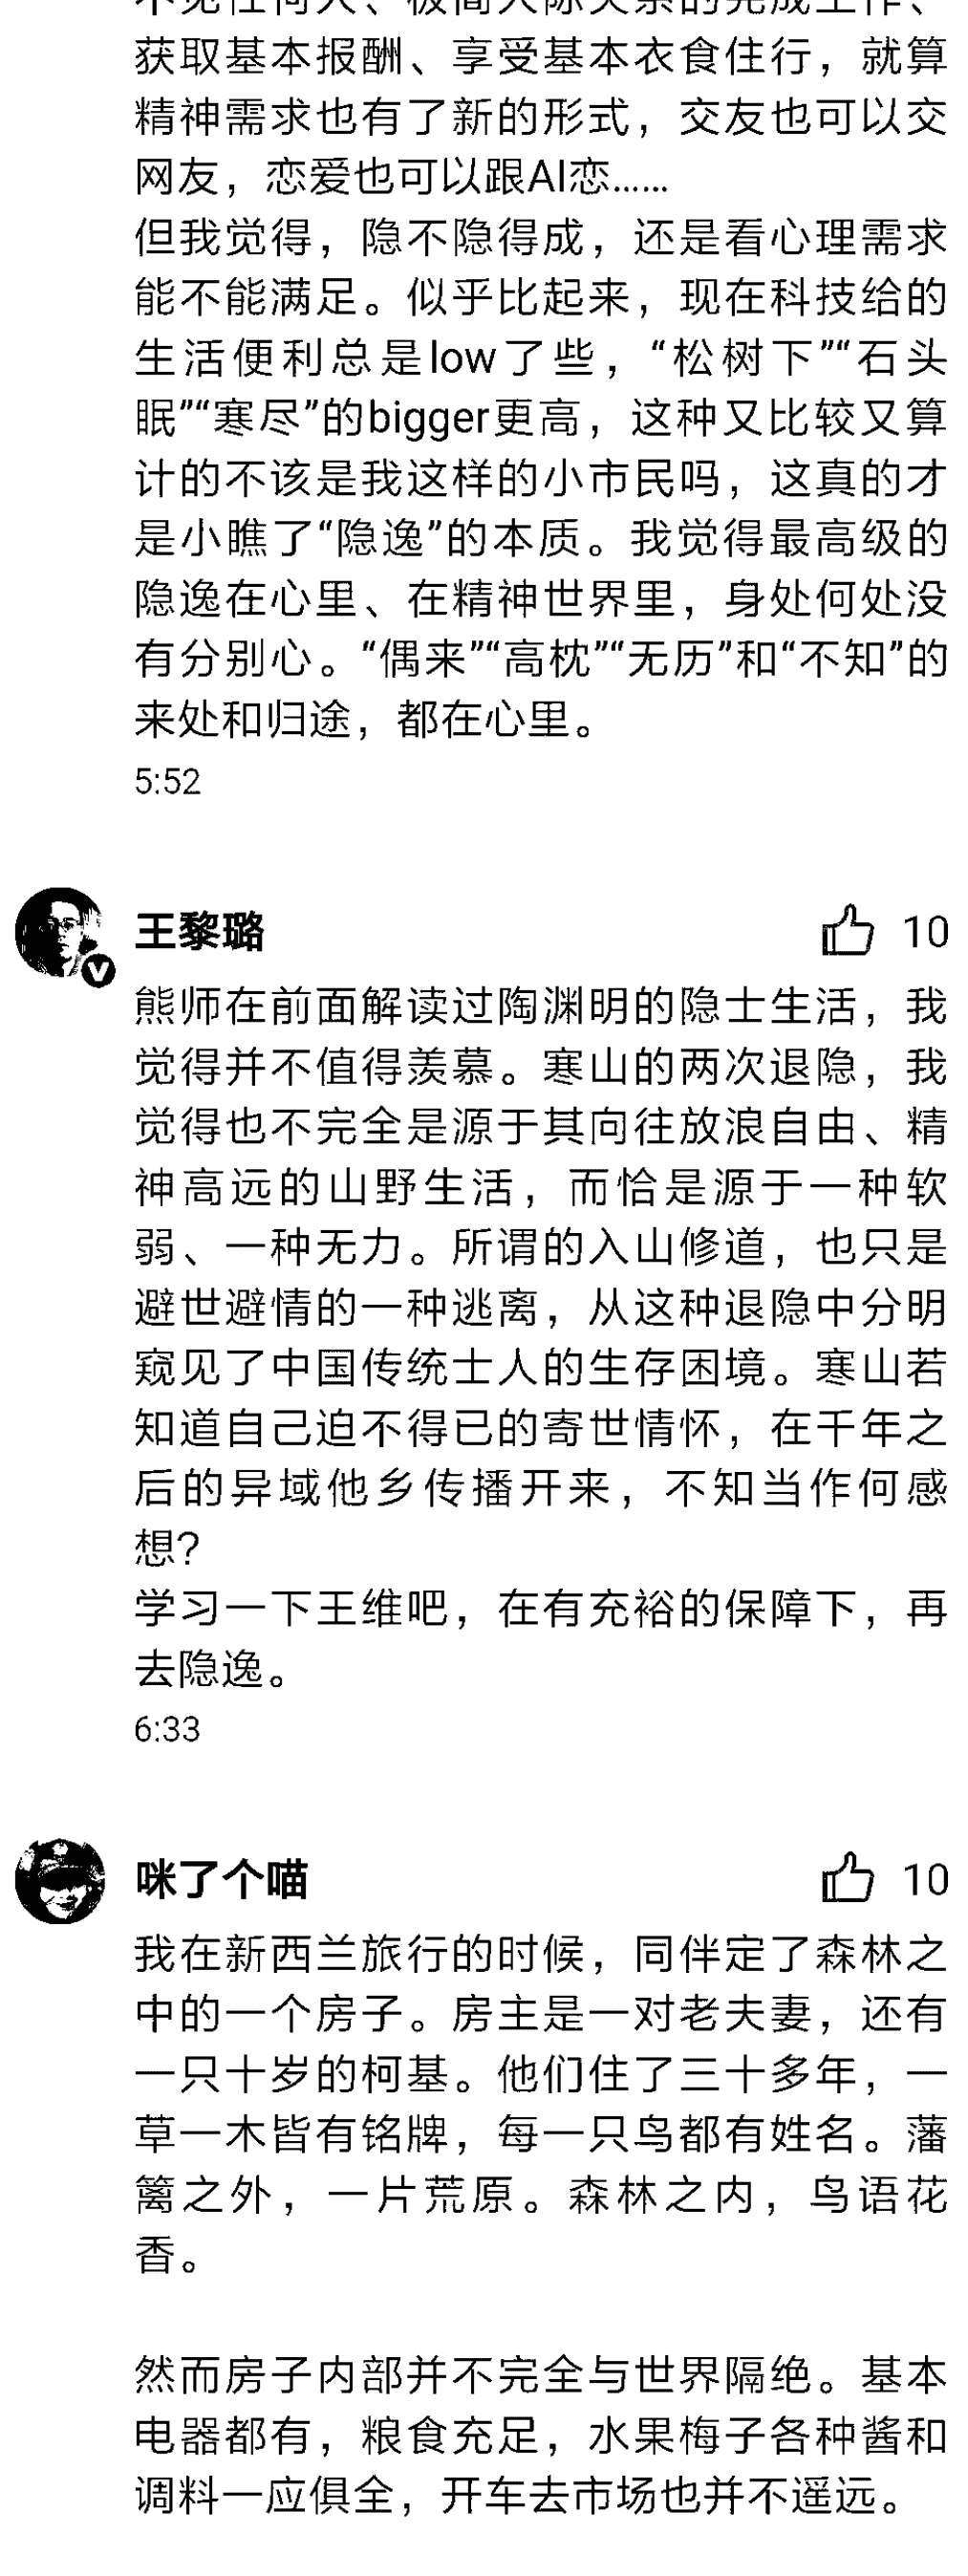 获取基本报酬、享受基本衣食住行，就算
精神需求也有了新的形式，交友也可以交
网友，恋爱也可以跟AI恋……
但我觉得，隐不隐得成，还是看心理需求
能不能满足。似乎比起来，现在科技给的
生活便利总是low了些，“松树下”“石头
眠”“寒尽”的bigger更高，这种又比较又算
计的不该是我这样的小市民吗，这真的才
是小瞧了“隐逸”的本质。我觉得最高级的
隐逸在心里、在精神世界里，身处何处没
有分别心。“偶来”“高枕”“无历”和“不知”的
来处和归途，都在心里。
5:52
王黎璐 10
熊师在前面解读过陶渊明的隐士生活，我
觉得并不值得羡慕。寒山的两次退隐，我
觉得也不完全是源于其向往放浪自由、精
神高远的山野生活，而恰是源于一种软
弱、一种无力。所谓的入山修道，也只是
避世避情的一种逃离，从这种退隐中分明
窥见了中国传统士人的生存困境。寒山若
知道自己迫不得已的寄世情怀，在千年之
后的异域他乡传播开来，不知当作何感
想？
学习一下王维吧，在有充裕的保障下，再
去隐逸。
6:33
咪了个喵 10
我在新西兰旅行的时候，同伴定了森林之
中的一个房子。房主是一对老夫妻，还有
一只十岁的柯基。他们住了三十多年，一
草一木皆有铭牌，每一只鸟都有姓名。藩
篱之外，一片荒原。森林之内，鸟语花
香。
然而房子内部并不完全与世界隔绝。基本
电器都有，粮食充足，水果梅子各种酱和
调料一应俱全，开车去市场也并不遥远。